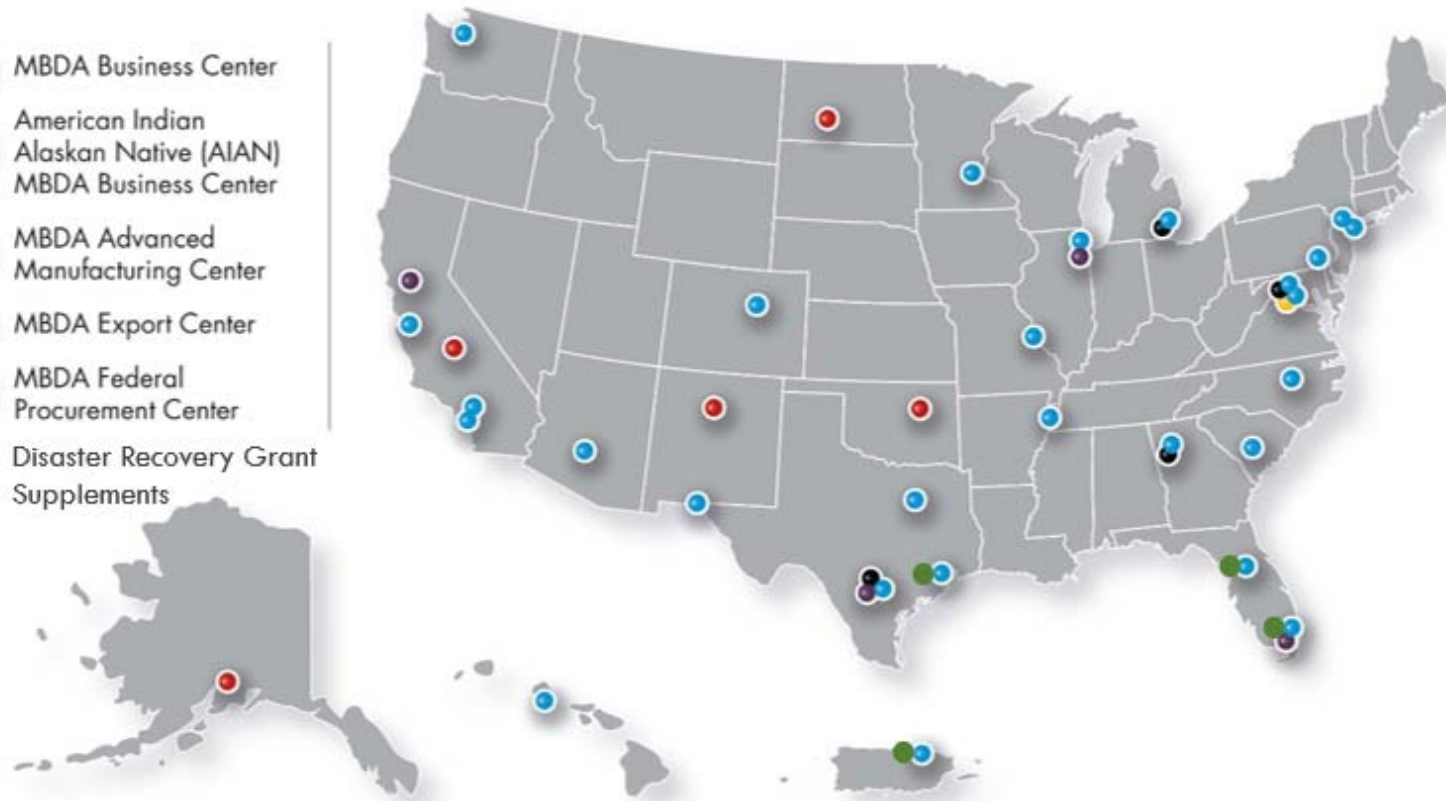 MBDA Business Center
American Indian
Alaskan Native (AIAN)
MBDA Business Center
MBDA Advanced
Manufacturing Center
MBDA Export Center
MBDA Federal
Procurement Center
Disaster Recovery Grant
Supplements